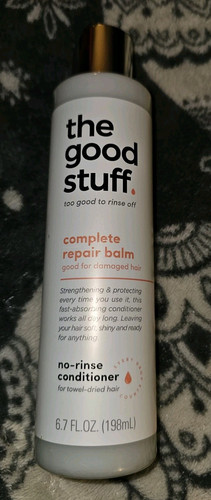 the
good
stuff.
too good to rinse off
complete
repair balm
good for damaged hair
Strengthening & protecting
every time you use it, this
fast-absorbing conditioner
works all day long. Leaving
your hair soft, shiny and ready
for anything.
no-rinse
conditioner
for towel-dried hair
6.7 FL.OZ. (198mL)